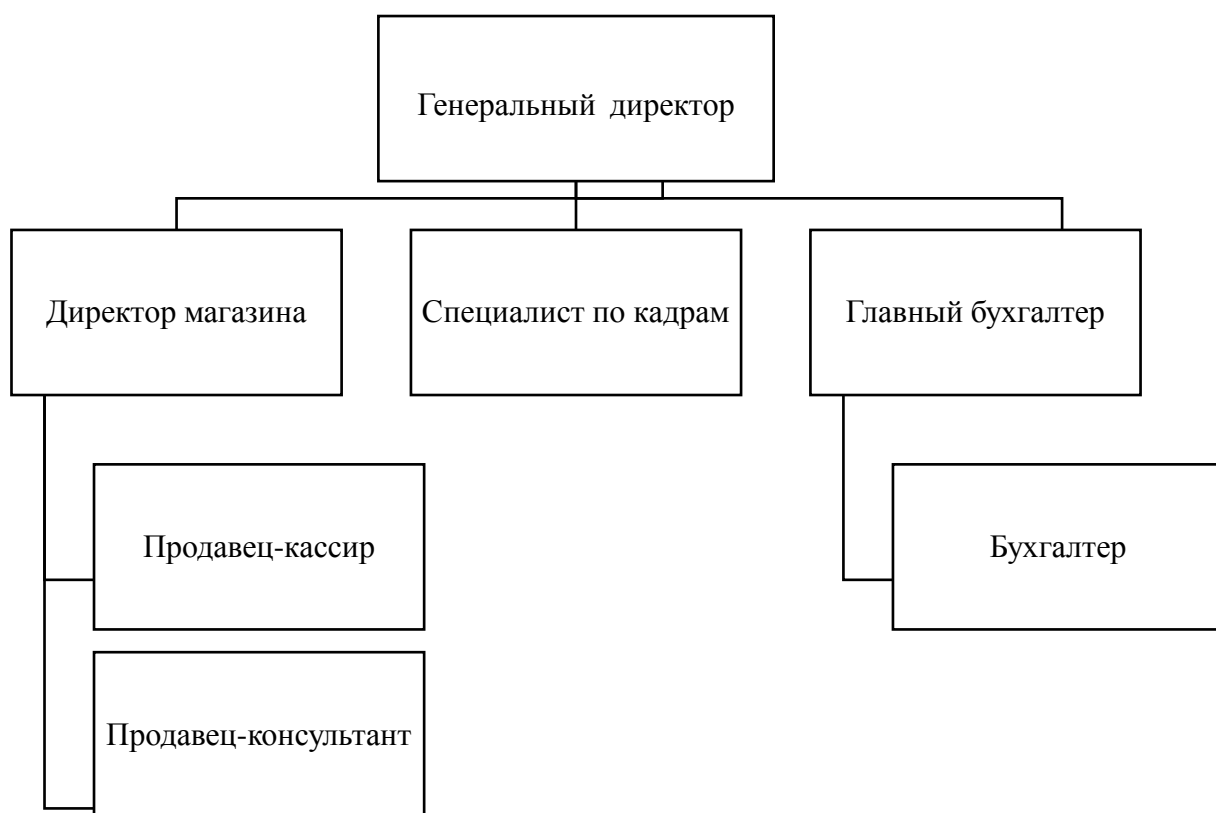 Генеральный директор
Директор магазина
Специалист по кадрам
Главный бухгалтер
Продавец-кассир
Бухгалтер
Продавец-консультант